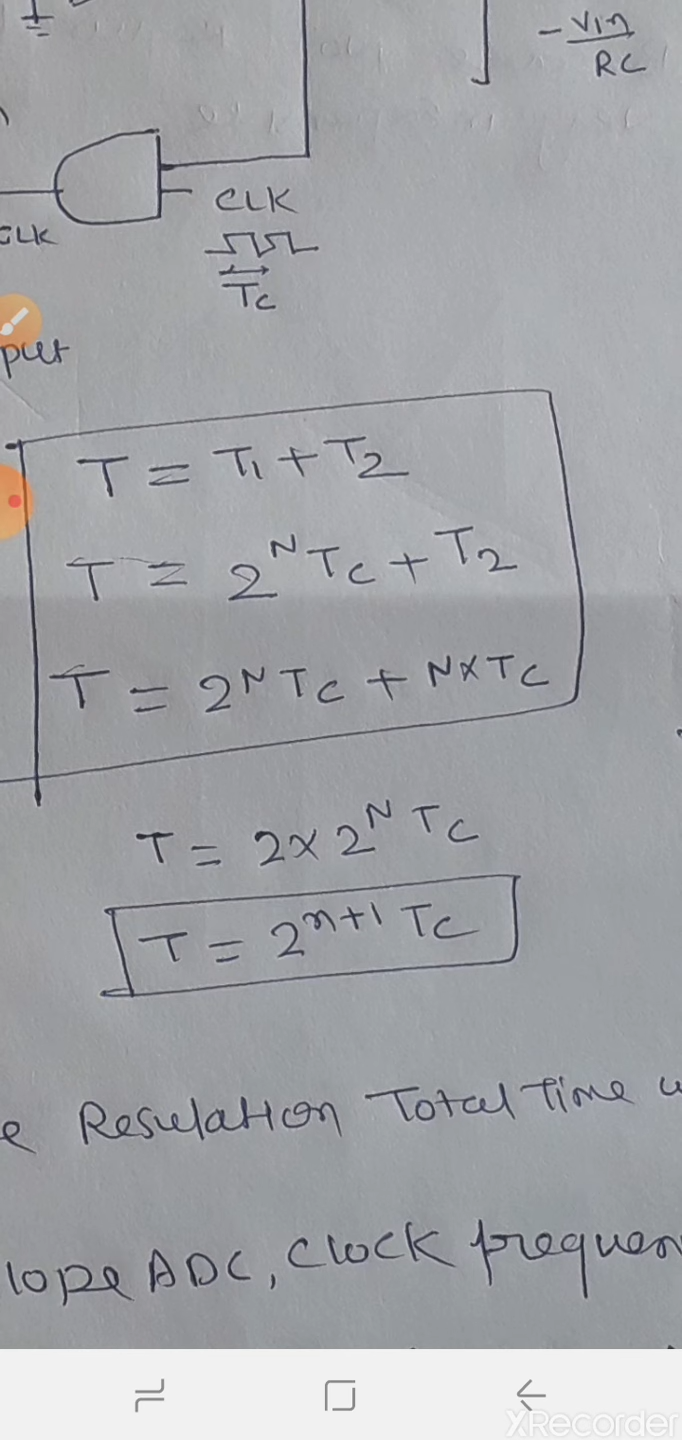 -Vin
RC
CLK
CLK
Tc
put
T = T1 + T2
T = 2^N Tc + T2
T = 2^N Tc + N×Tc
T = 2×2^N Tc
T = 2^n+1 Tc
e Resulation Total Time
lope ADC, Clock frequen
XRecorder